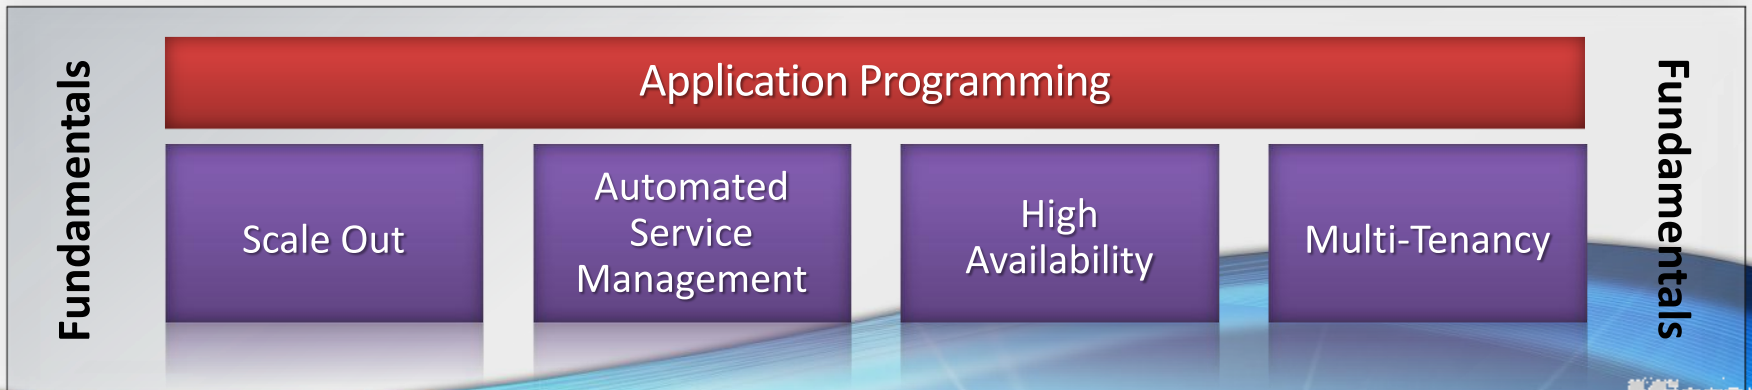 Fundamentals
Application Programming
Scale Out
Automated
Service
Management
High
Availability
Multi-Tenancy
Fundamentals